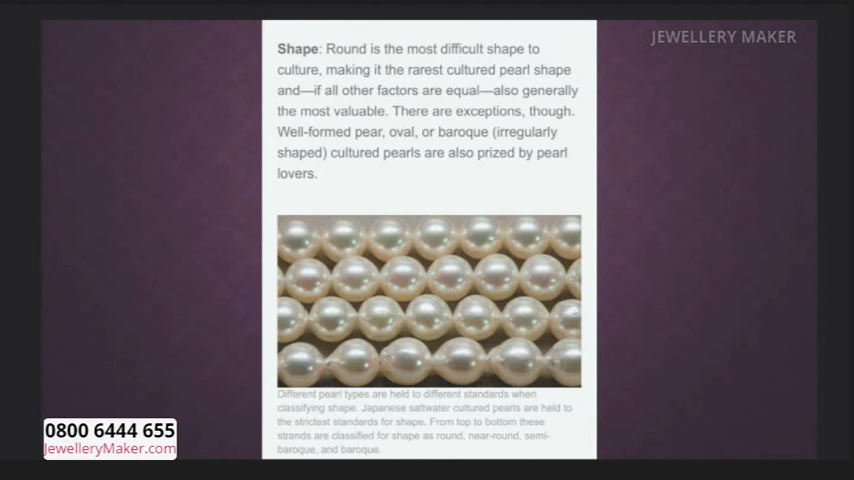 JEWELLERY MAKER
Shape: Round is the most difficult shape to
culture, making it the rarest cultured pearl shape
and—if all other factors are equal—also generally
the most valuable. There are exceptions, though.
Well-formed pear, oval, or baroque (irregularly
shaped) cultured pearls are also prized by pearl
lovers.
Different pearl types are held to different standards when
classifying shape. Japanese saltwater cultured pearls are held to
the strictest standards for shape. From top to bottom these
strands are classified for shape as round, near-round, semi-
baroque, and baroque.
0800 6444 655
JewelleryMaker.com